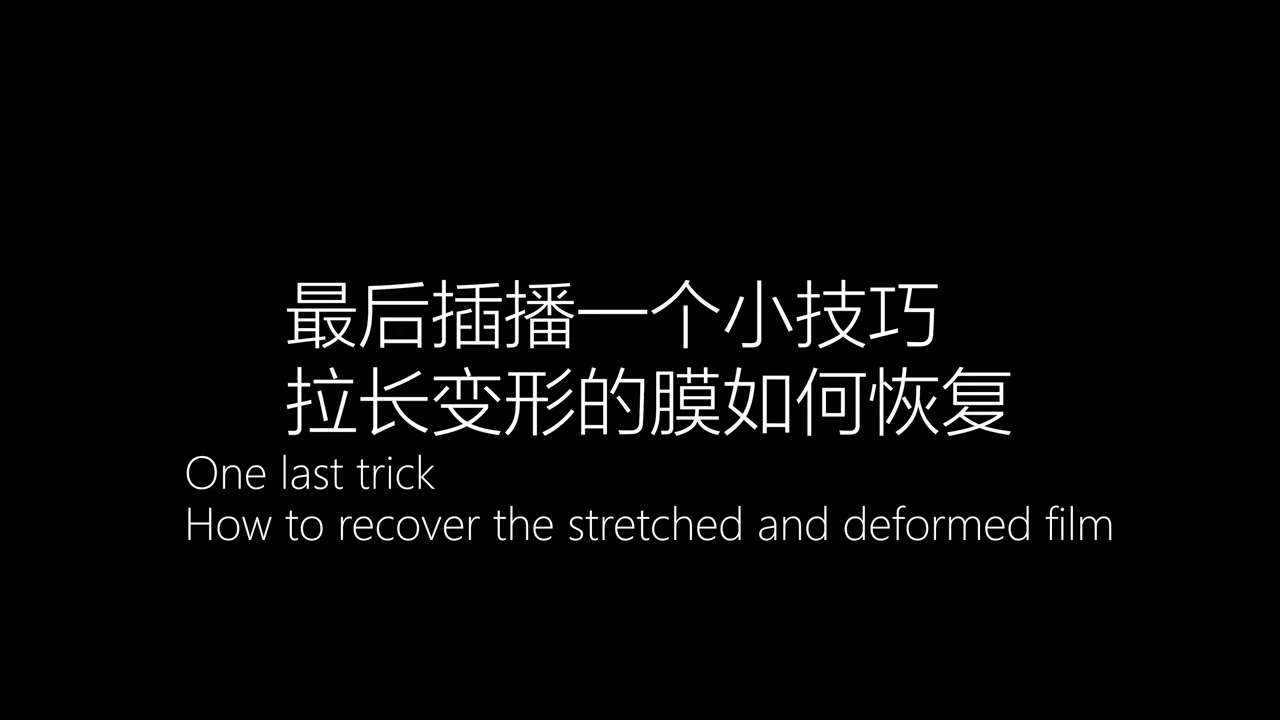 最后插播一个小技巧
拉长变形的膜如何恢复
One last trick
How to recover the stretched and deformed film